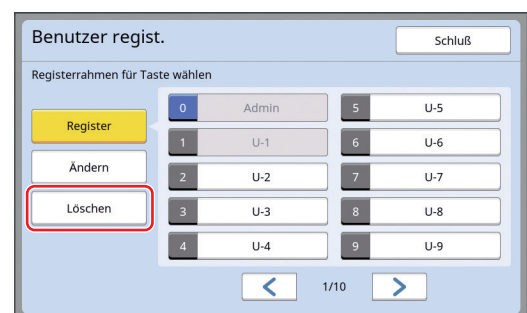 Benutzer regist.
Schluß
Registerrahmen für Taste wählen
Register
Ändern
Löschen
0 Admin
1 U-1
2 U-2
3 U-3
4 U-4
5 U-5
6 U-6
7 U-7
8 U-8
9 U-9
1/10